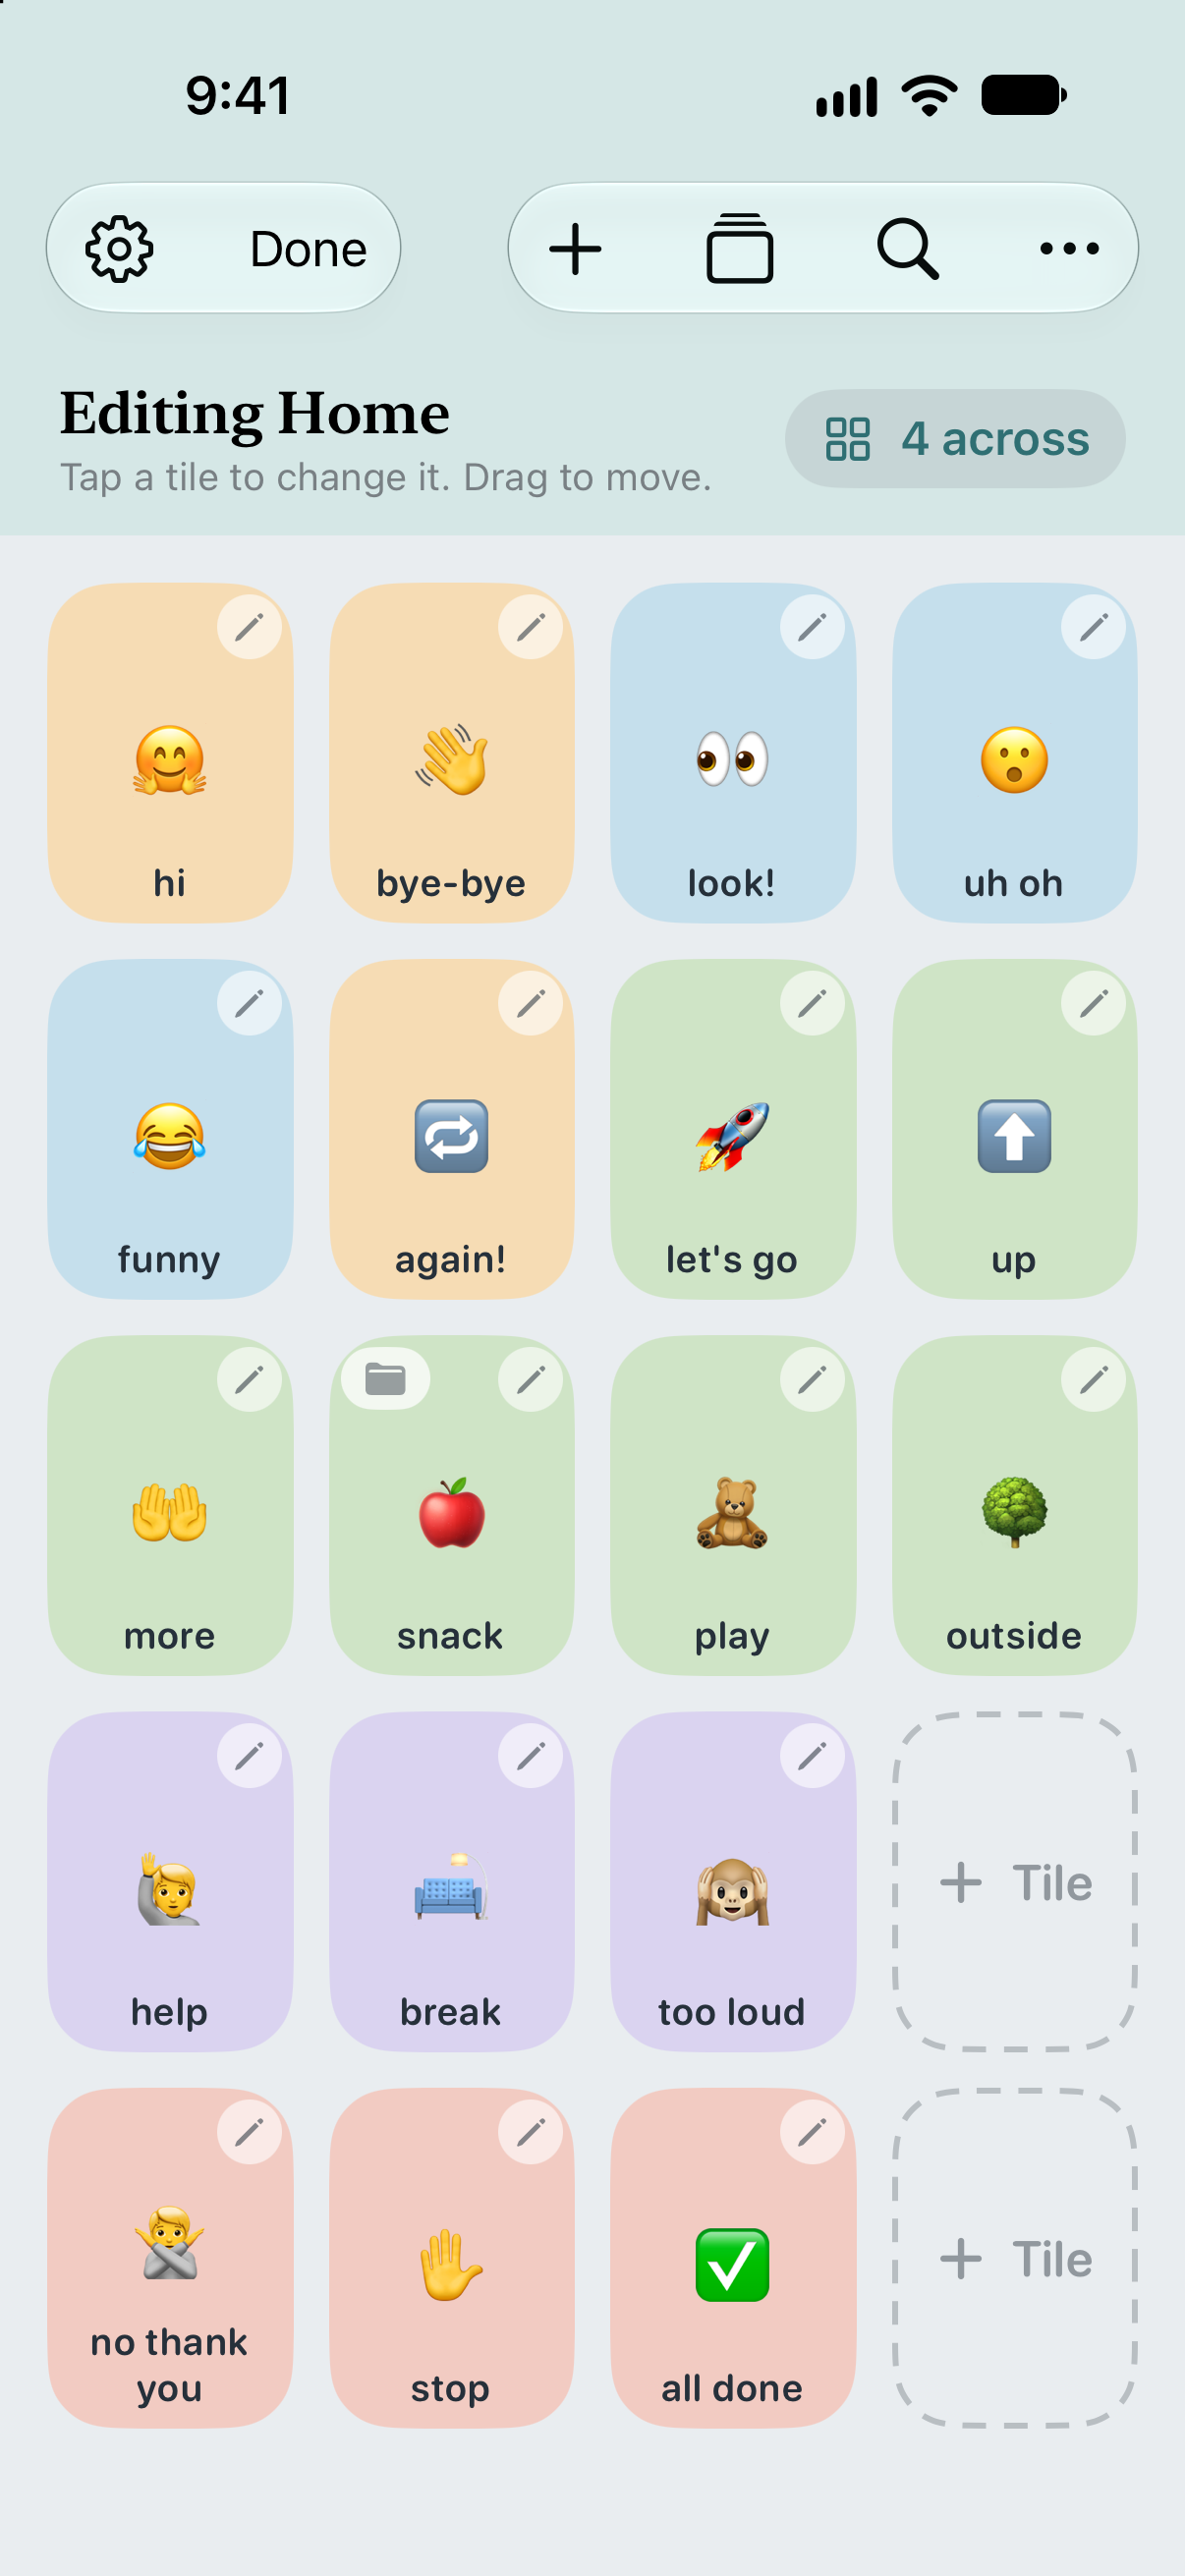 9:41
Done
Editing Home
Tap a tile to change it. Drag to move.
4 across
hi
bye-bye
look!
uh oh
funny
again!
let's go
up
more
snack
play
outside
help
break
too loud
+ Tile
no thank
you
stop
all done
+ Tile